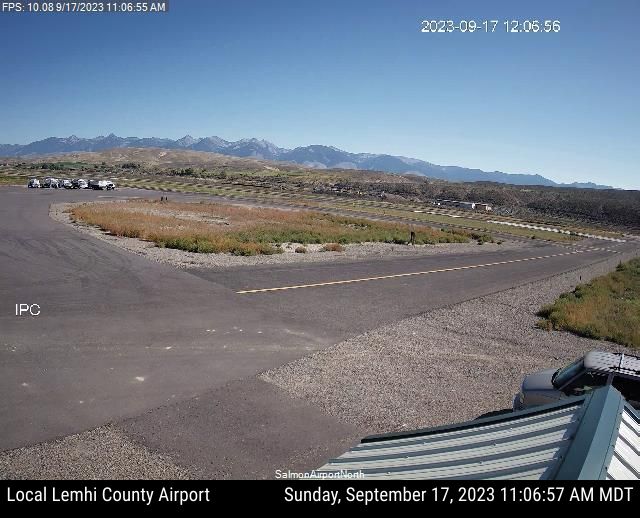 FPS: 10.08 9/17/2023 11:06:55 AM
2023-09-17 12:06:56
IPC
SalmonAirportNorth
Local Lemhi County Airport Sunday, September 17, 2023 11:06:57 AM MDT